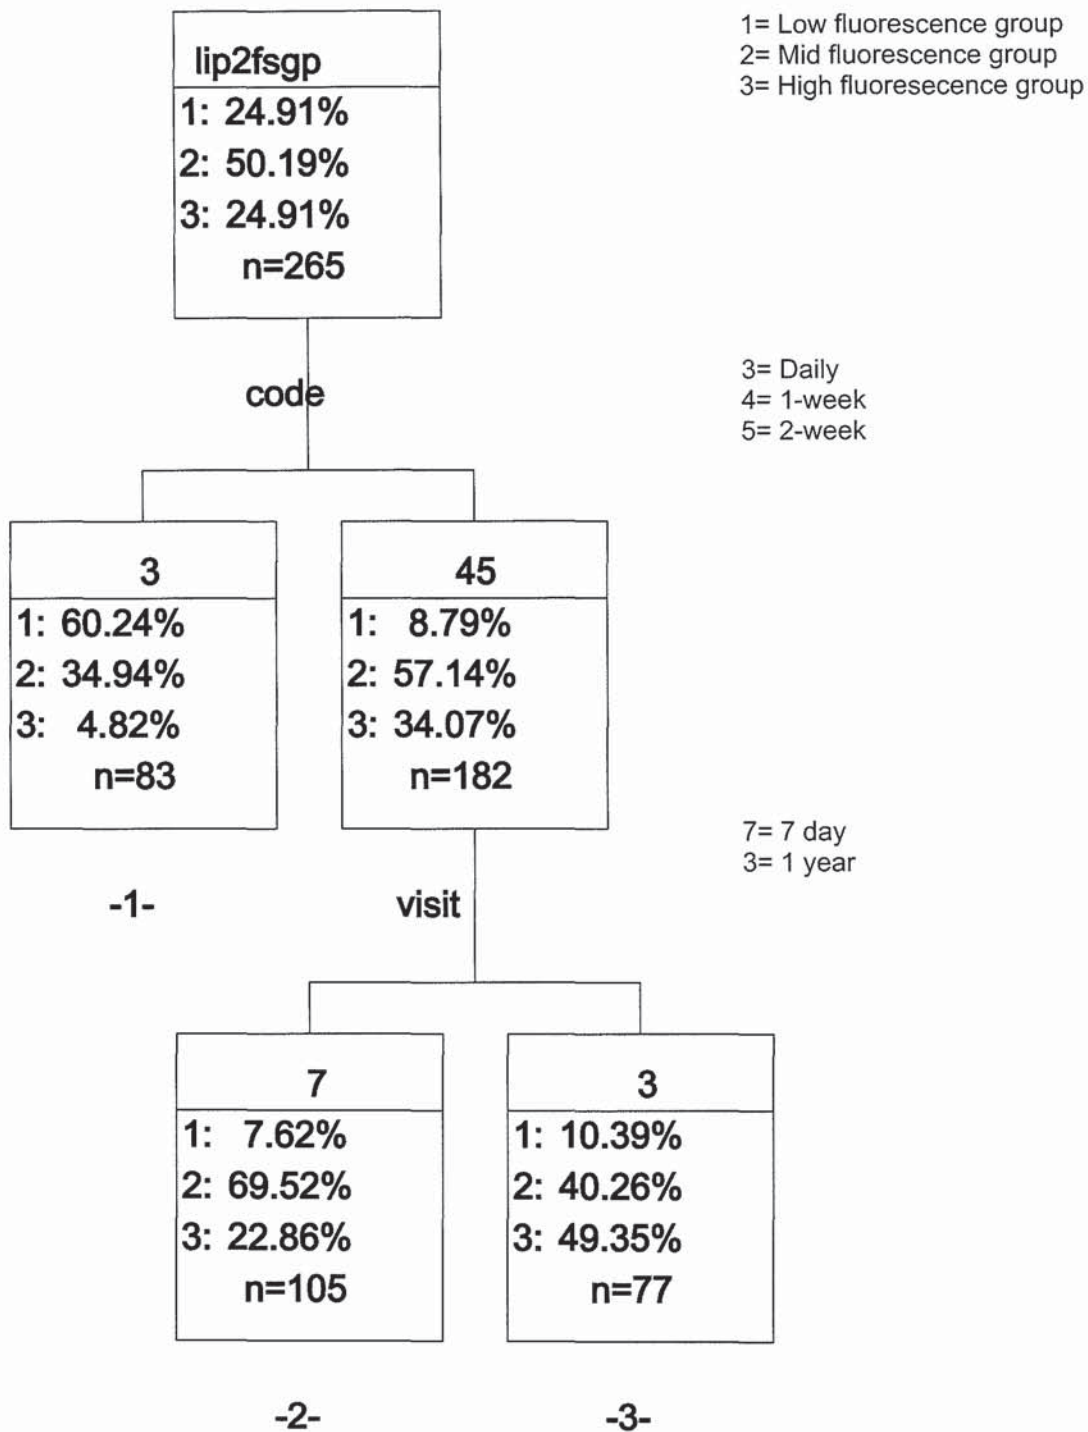 lip2fsgp
1: 24.91%
2: 50.19%
3: 24.91%
n=265
1= Low fluorescence group
2= Mid fluorescence group
3= High fluoresecence group
code
3= Daily
4= 1-week
5= 2-week
3
1: 60.24%
2: 34.94%
3: 4.82%
n=83
45
1: 8.79%
2: 57.14%
3: 34.07%
n=182
7= 7 day
3= 1 year
-1-
visit
7
1: 7.62%
2: 69.52%
3: 22.86%
n=105
3
1: 10.39%
2: 40.26%
3: 49.35%
n=77
-2-
-3-